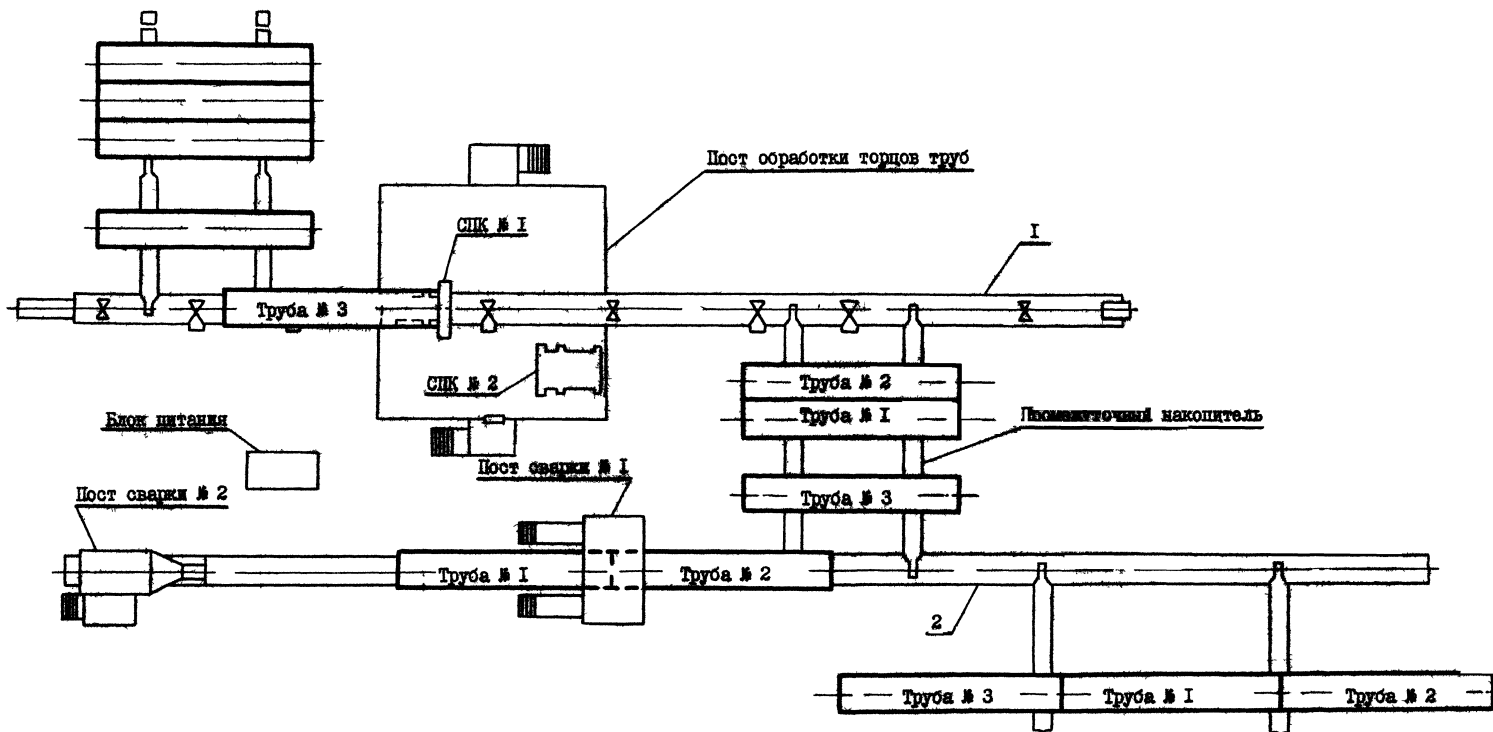 Пост обработки торцов труб
СПК № I
I
Труба № 3
СПК № 2
Труба № 2
Труба № I
Промежуточный накопитель
Блок питания
Пост сварки № I
Пост сварки № 2
Труба № 3
Труба № I
Труба № 2
2
Труба № 3
Труба № I
Труба № 2